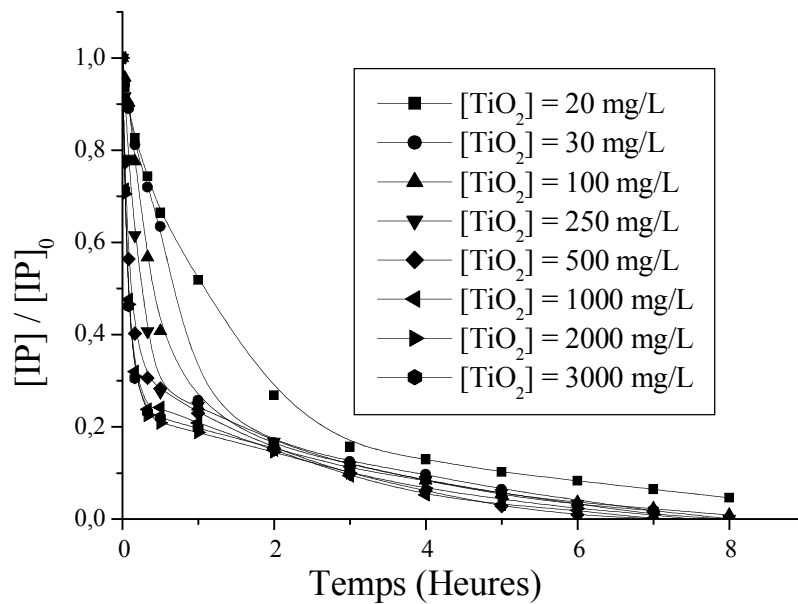 1,0
0,8
0,6
0,4
0,2
0,0
[IP] / [IP]₀
[TiO₂] = 20 mg/L
[TiO₂] = 30 mg/L
[TiO₂] = 100 mg/L
[TiO₂] = 250 mg/L
[TiO₂] = 500 mg/L
[TiO₂] = 1000 mg/L
[TiO₂] = 2000 mg/L
[TiO₂] = 3000 mg/L
0 2 4 6 8
Temps (Heures)